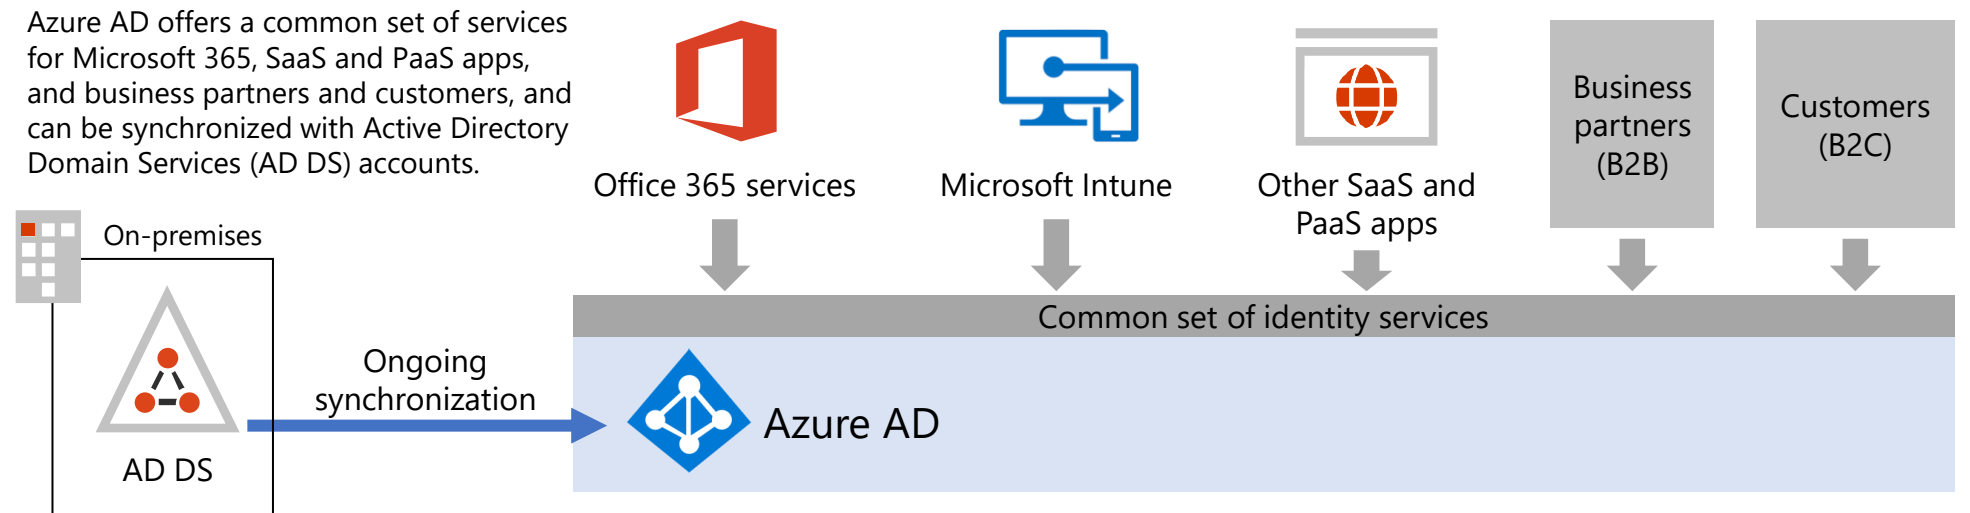 Azure AD offers a common set of services
for Microsoft 365, SaaS and PaaS apps,
and business partners and customers, and
can be synchronized with Active Directory
Domain Services (AD DS) accounts.
Office 365 services
Microsoft Intune
Other SaaS and
PaaS apps
Business
partners
(B2B)
Customers
(B2C)
On-premises
Common set of identity services
Ongoing
synchronization
Azure AD
AD DS